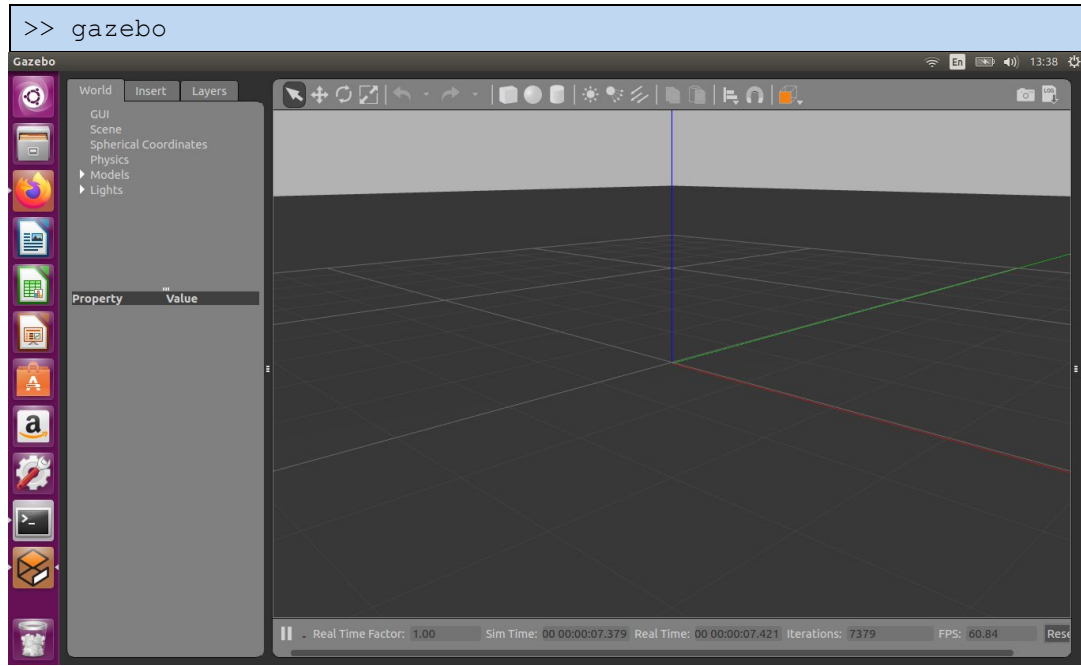 >> gazebo
Gazebo
En
13:38
World Insert Layers
GUI
Scene
Spherical Coordinates
Physics
Models
Lights
Property Value
LOG
a
>_
Real Time Factor: 1.00 Sim Time: 00 00:00:07.379 Real Time: 00 00:00:07.421 Iterations: 7379 FPS: 60.84 Rese